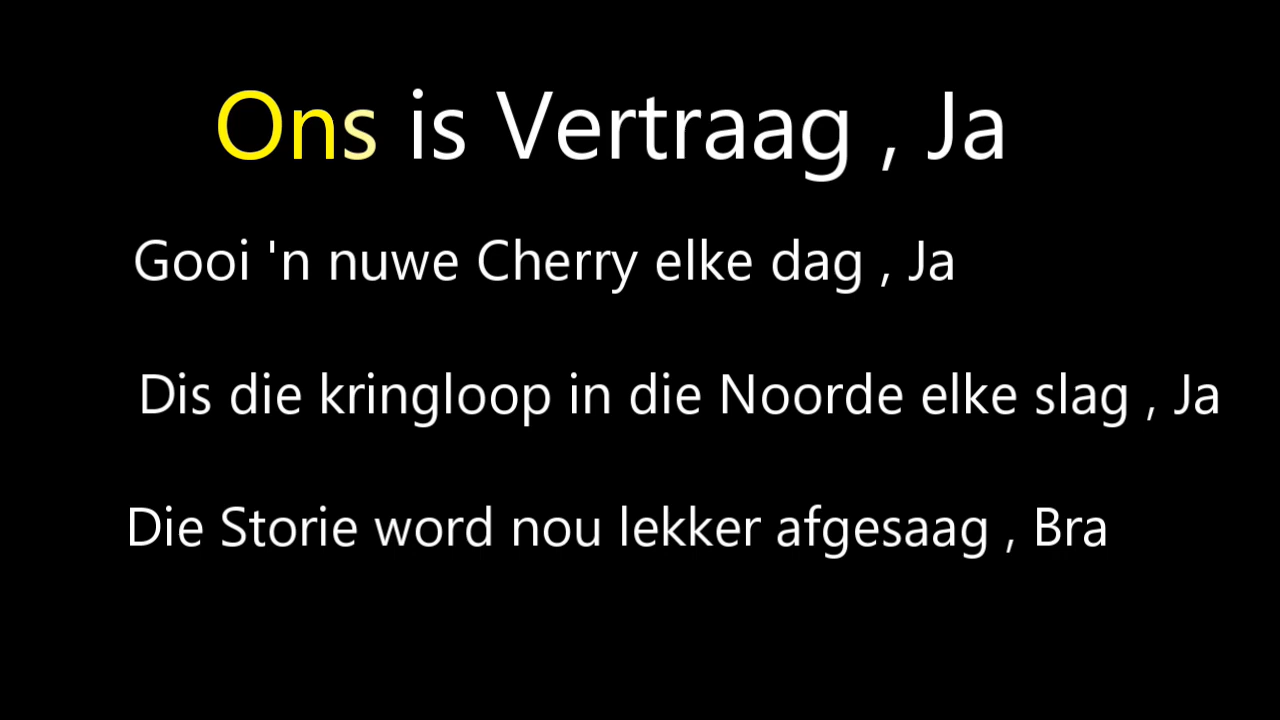 Ons is Vertraag , Ja
Gooi 'n nuwe Cherry elke dag , Ja
Dis die kringloop in die Noorde elke slag , Ja
Die Storie word nou lekker afgesaag , Bra